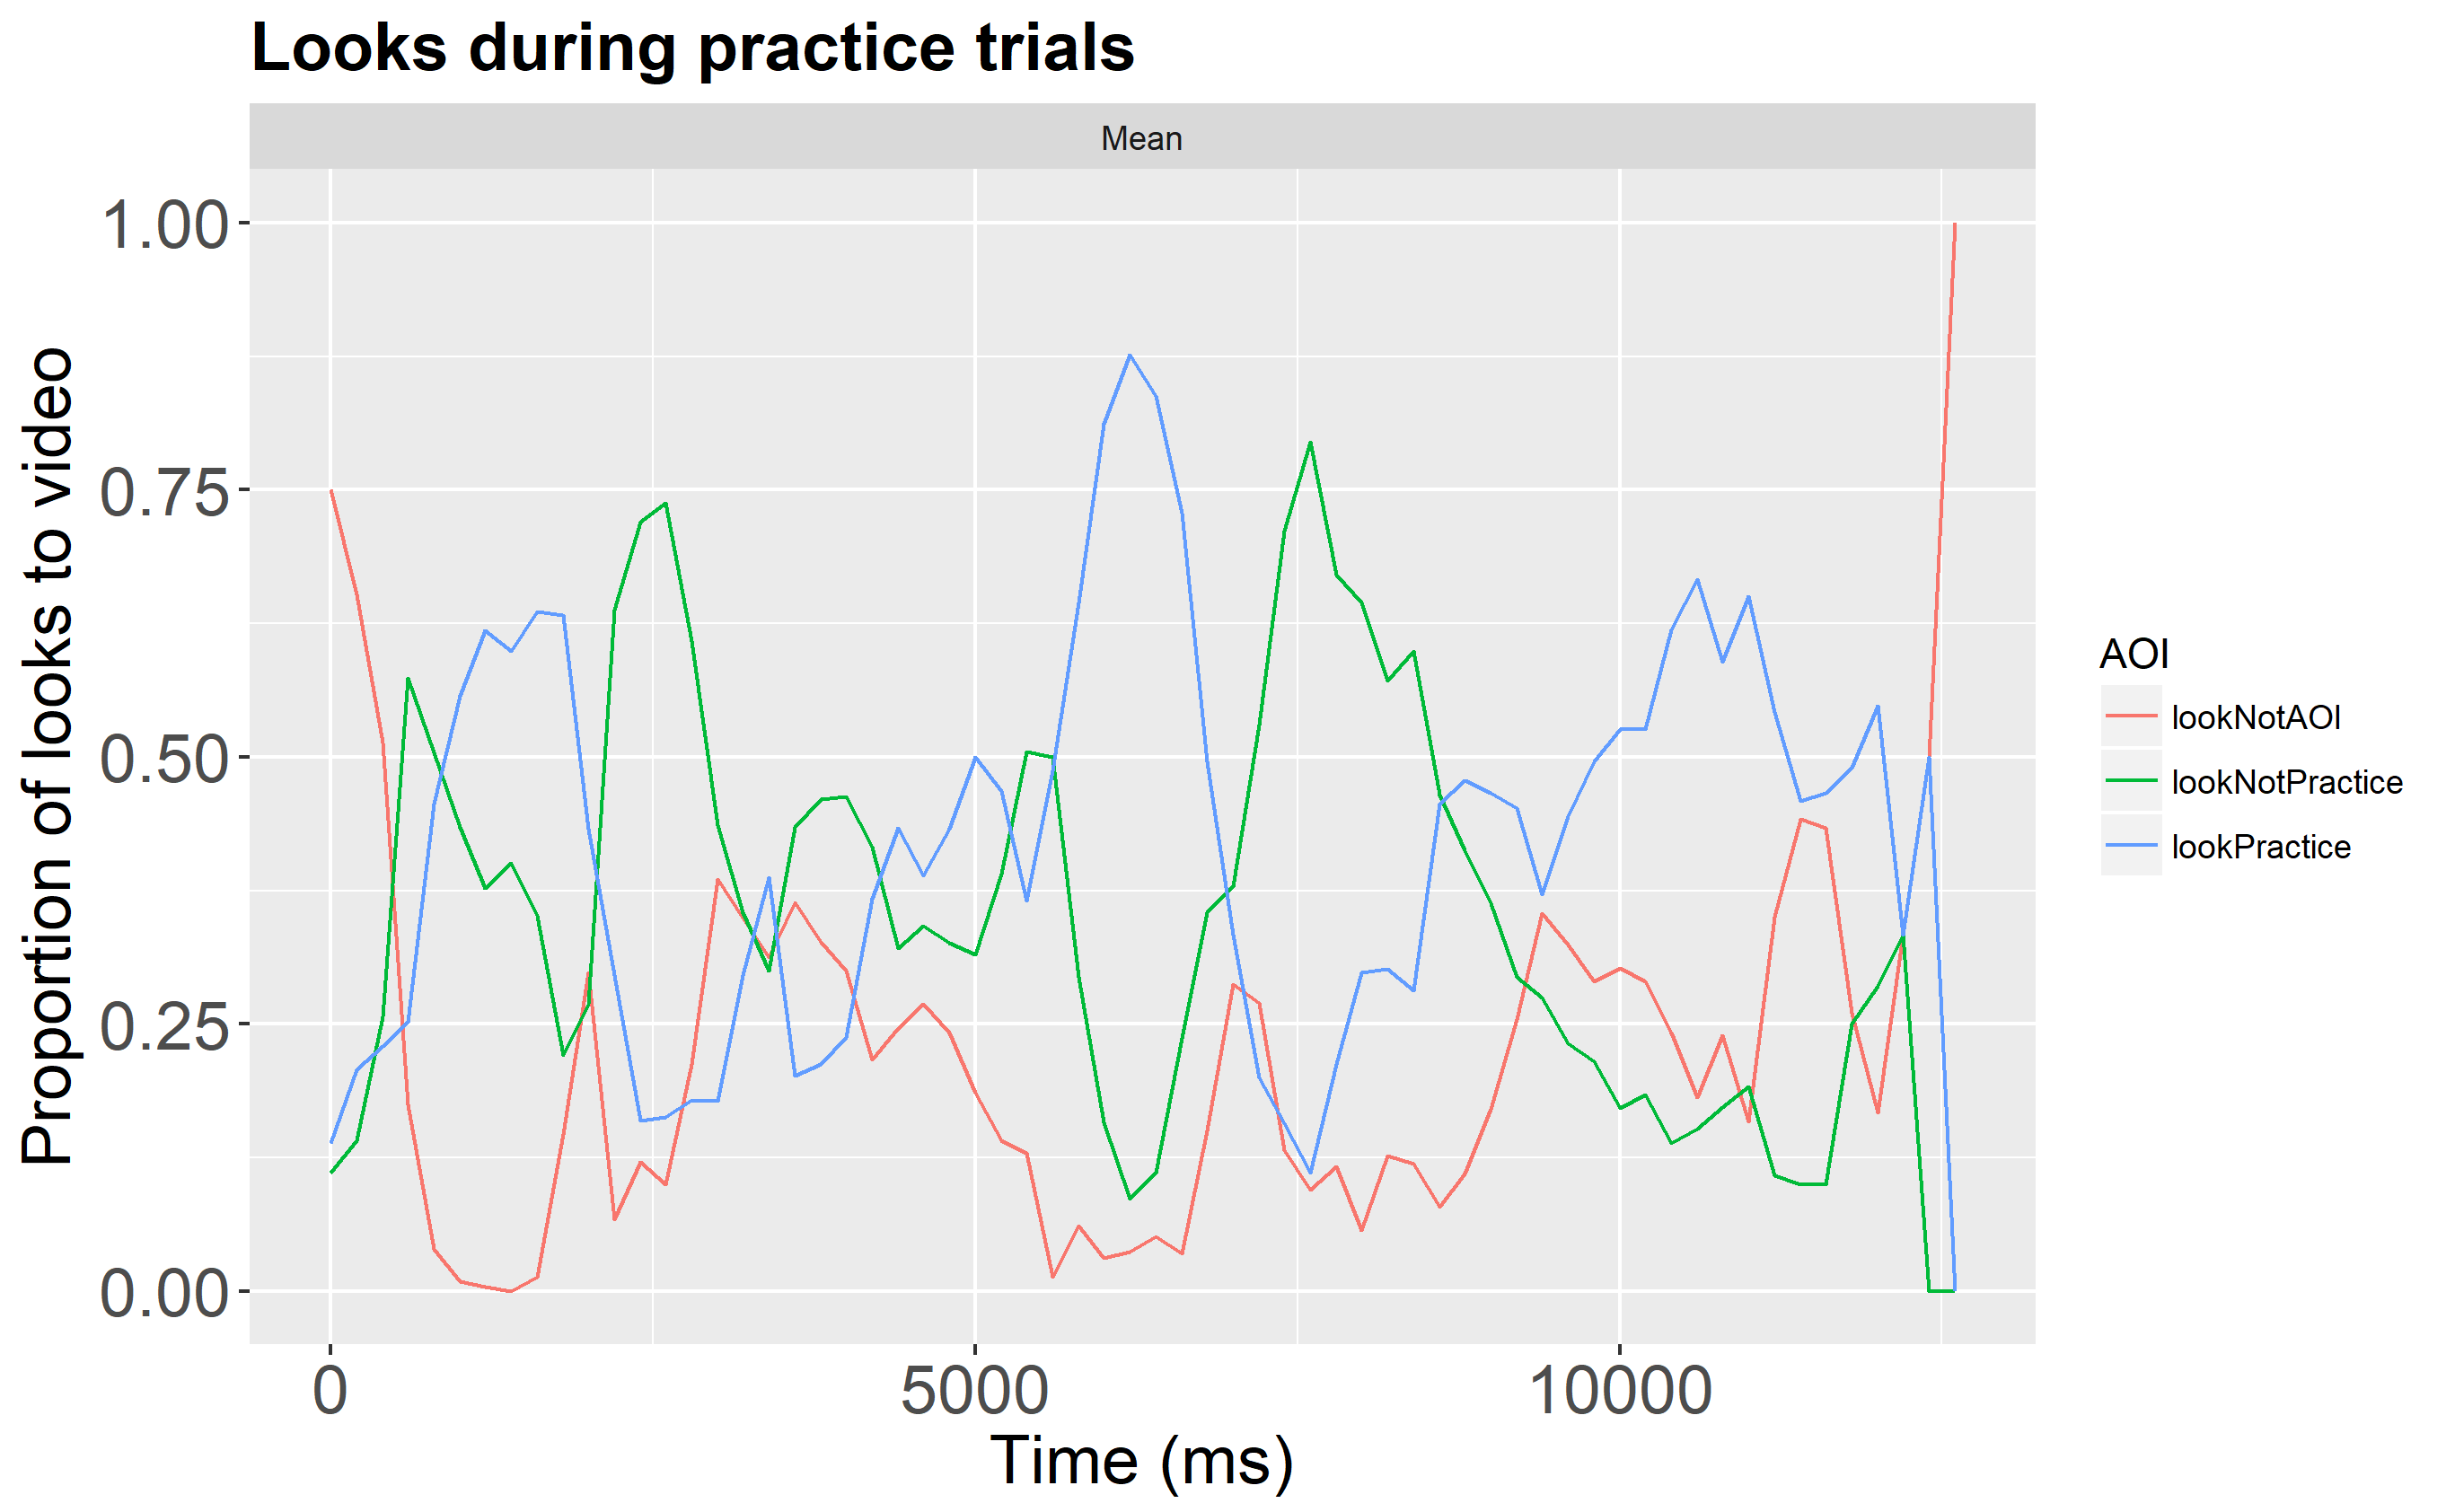 Looks during practice trials
Mean
Proportion of looks to video
1.00
0.75
0.50
0.25
0.00
0
5000
10000
Time (ms)
AOI
lookNotAOI
lookNotPractice
lookPractice